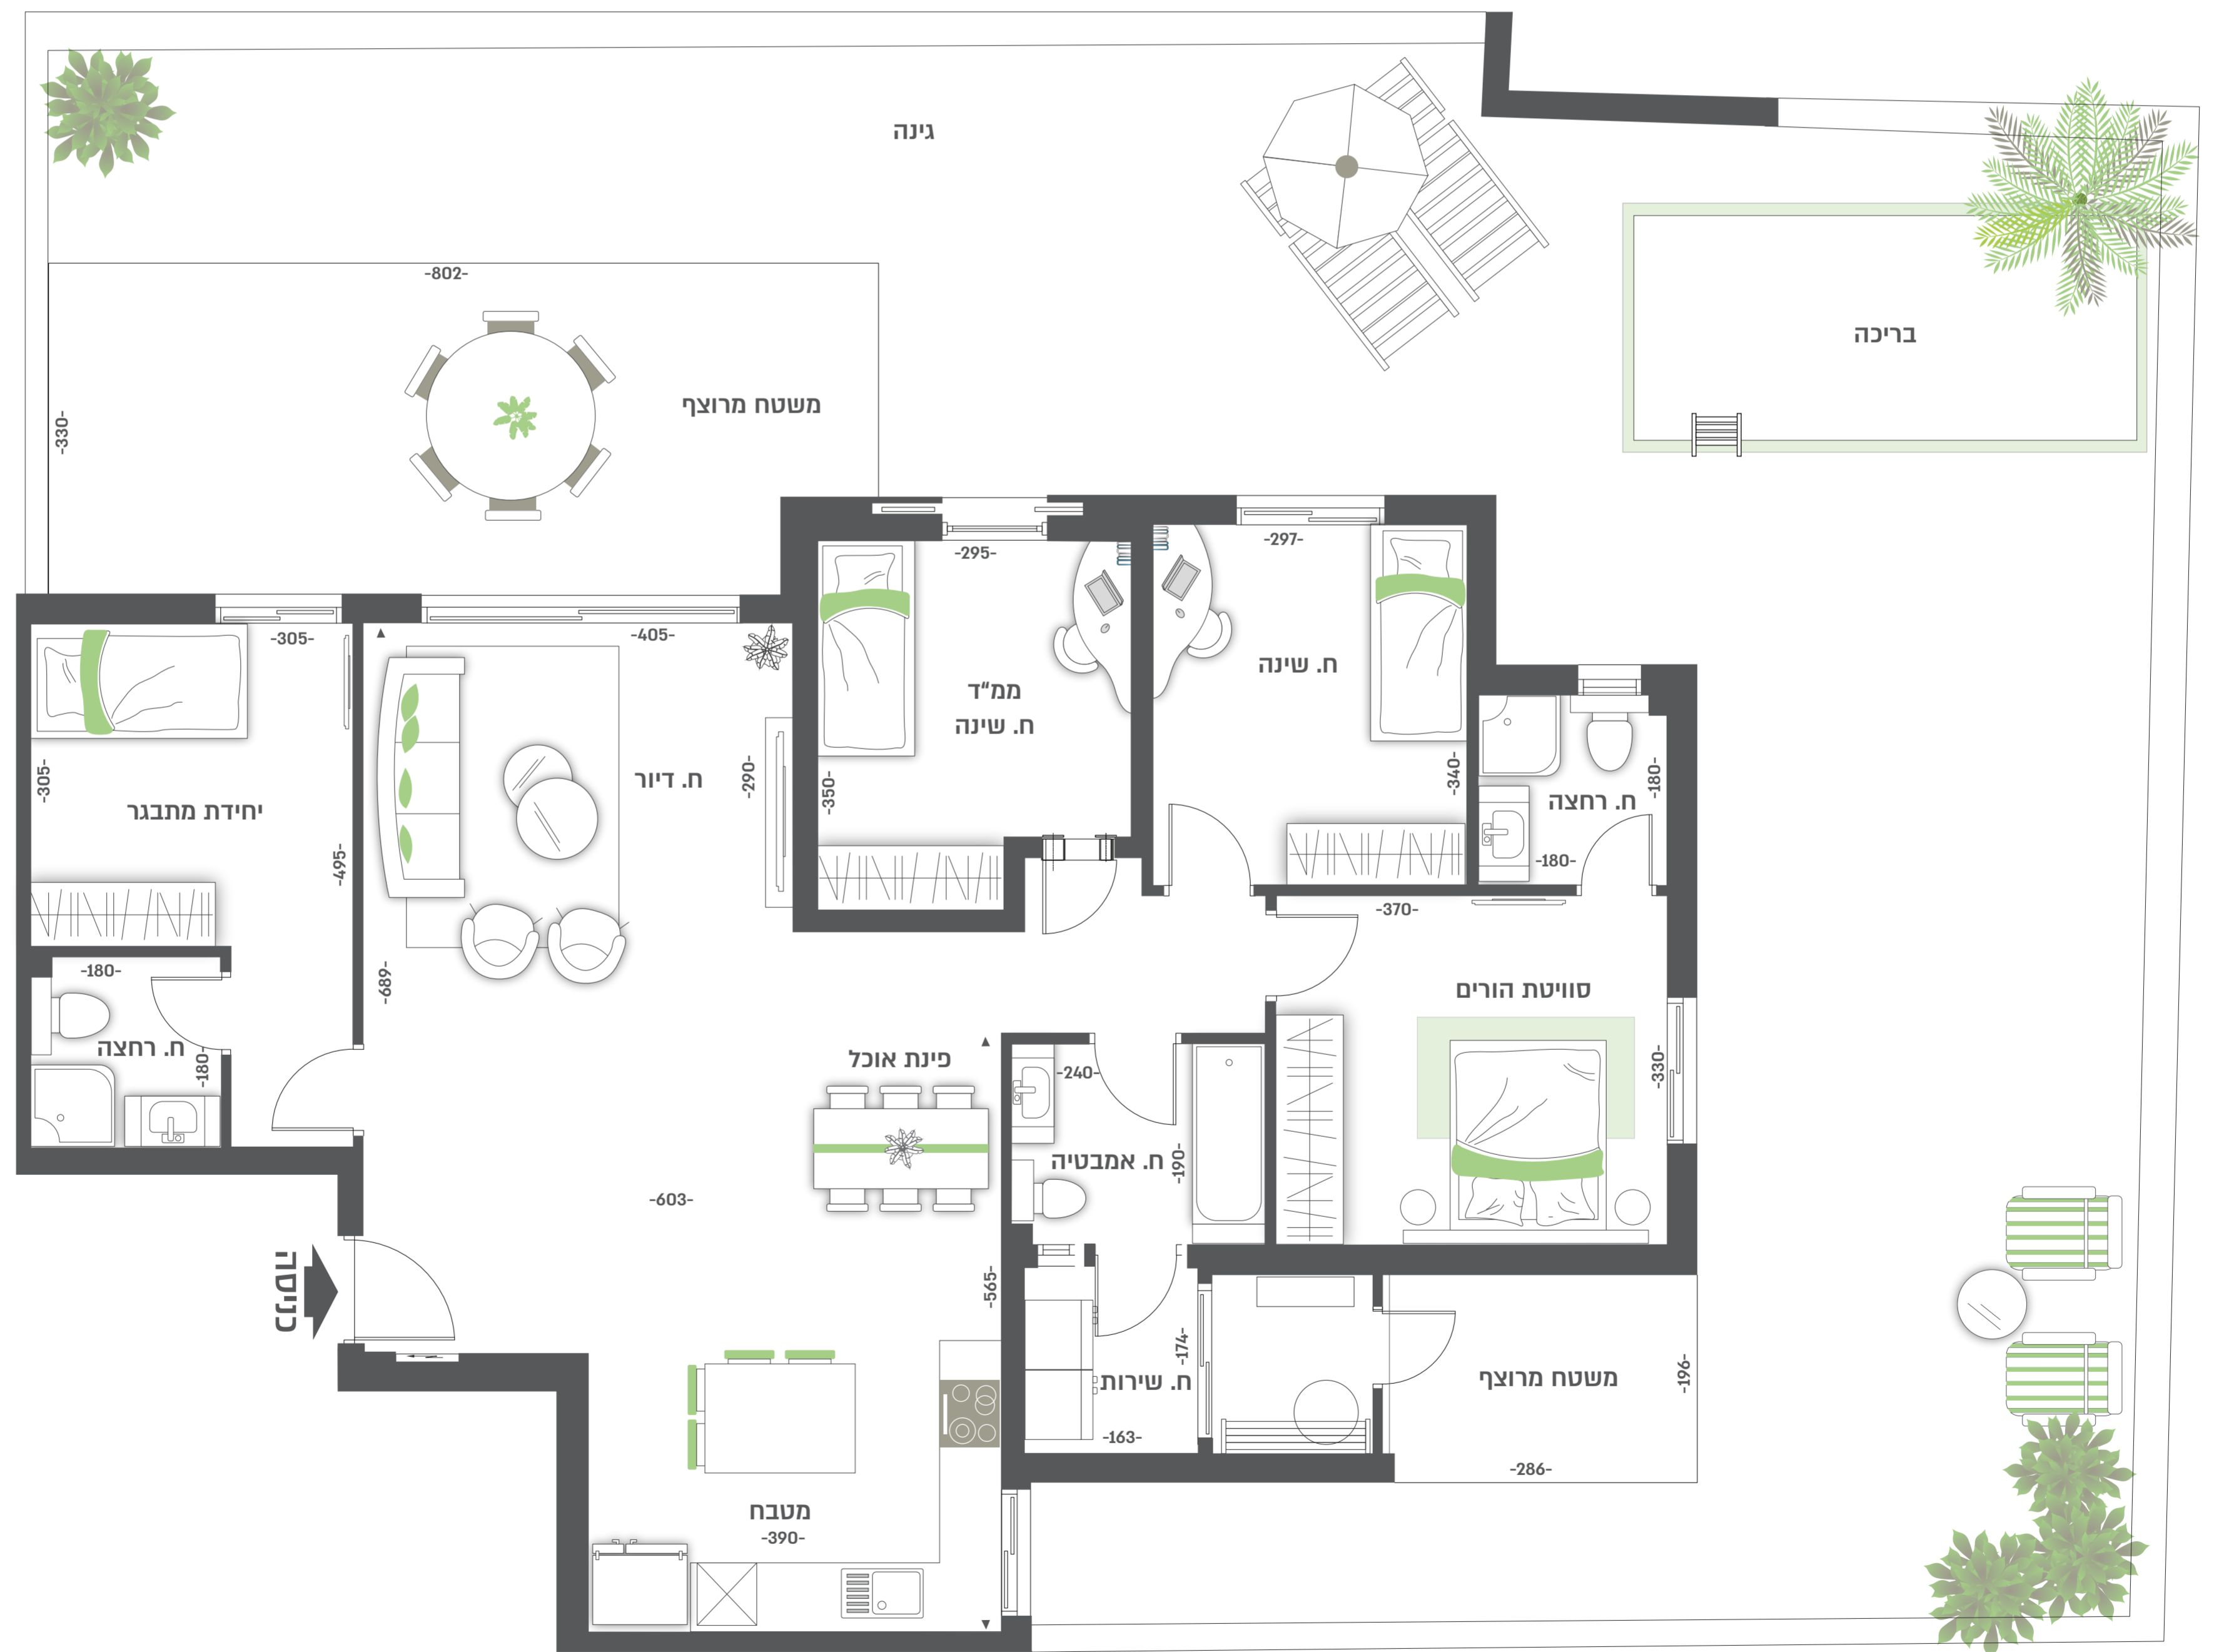 גינה
-802-
בריכה
משטח מרוצף
-330-
-295-
-297-
-305-
-405-
ח. שינה
ממ"ד
ח. שינה
-290-
ח. דיור
-350-
-340-
-180-
ח. רחצה
-180-
-305-
יחידת מתבגר
-495-
-370-
-689-
סוויטת הורים
-180-
ח. רחצה
-180-
פינת אוכל
-240-
-330-
ח. אמבטיה
-190-
-603-
כניסה
-565-
-174-
ח. שירות
-163-
משטח מרוצף
-196-
-286-
מטבח
-390-